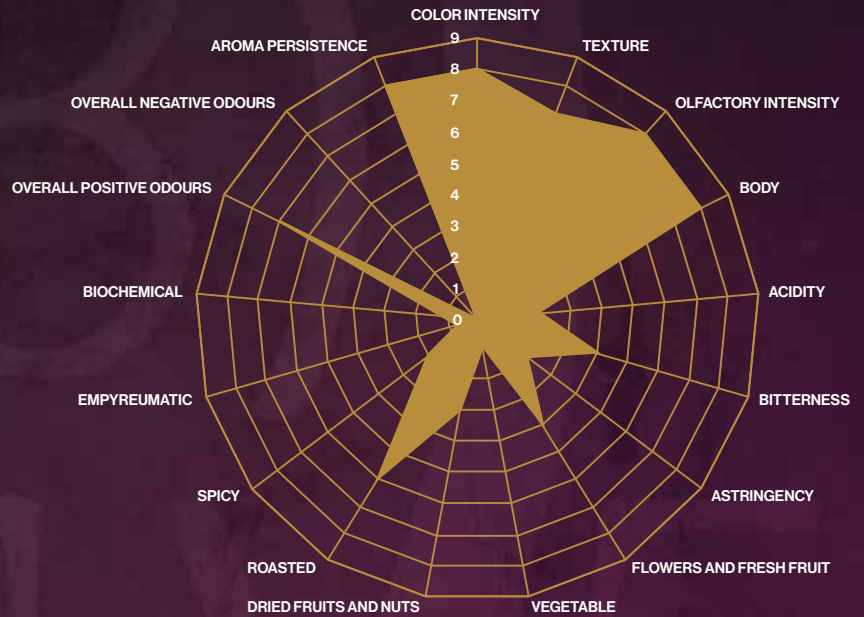 COLOR INTENSITY
AROMA PERSISTENCE
TEXTURE
OVERALL NEGATIVE ODOURS
OLFACTORY INTENSITY
OVERALL POSITIVE ODOURS
BODY
BIOCHEMICAL
ACIDITY
EMPYREUMATIC
BITTERNESS
SPICY
ASTRINGENCY
ROASTED
FLOWERS AND FRESH FRUIT
DRIED FRUITS AND NUTS
VEGETABLE
9
8
7
6
5
4
3
2
1
0